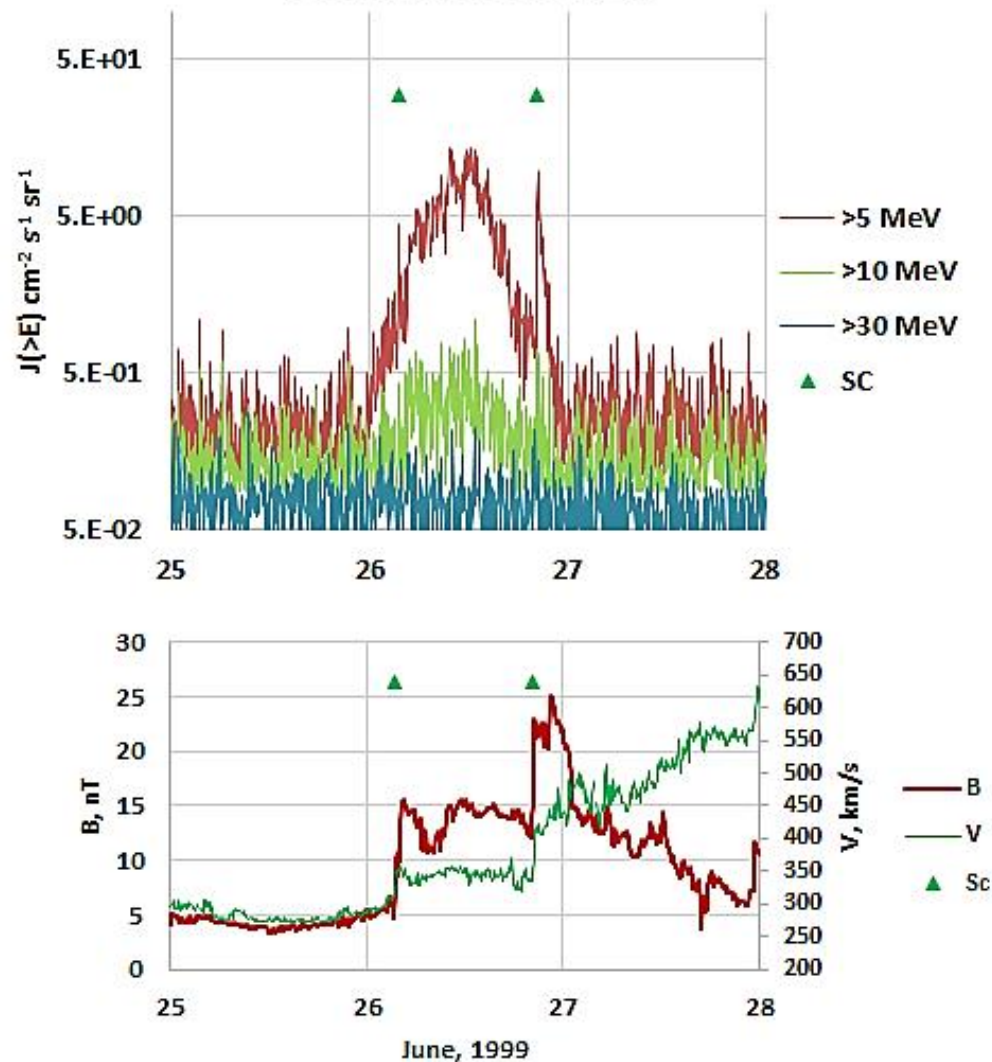 5.E+01
5.E+00
5.E-01
5.E-02
J(>E) cm⁻² s⁻¹ sr⁻¹
25 26 27 28
>5 MeV
>10 MeV
>30 MeV
SC
30
25
20
15
10
5
0
B, nT
700
650
600
550
500
450
400
350
300
250
200
V, km/s
25 26 27 28
June, 1999
B
V
Sc